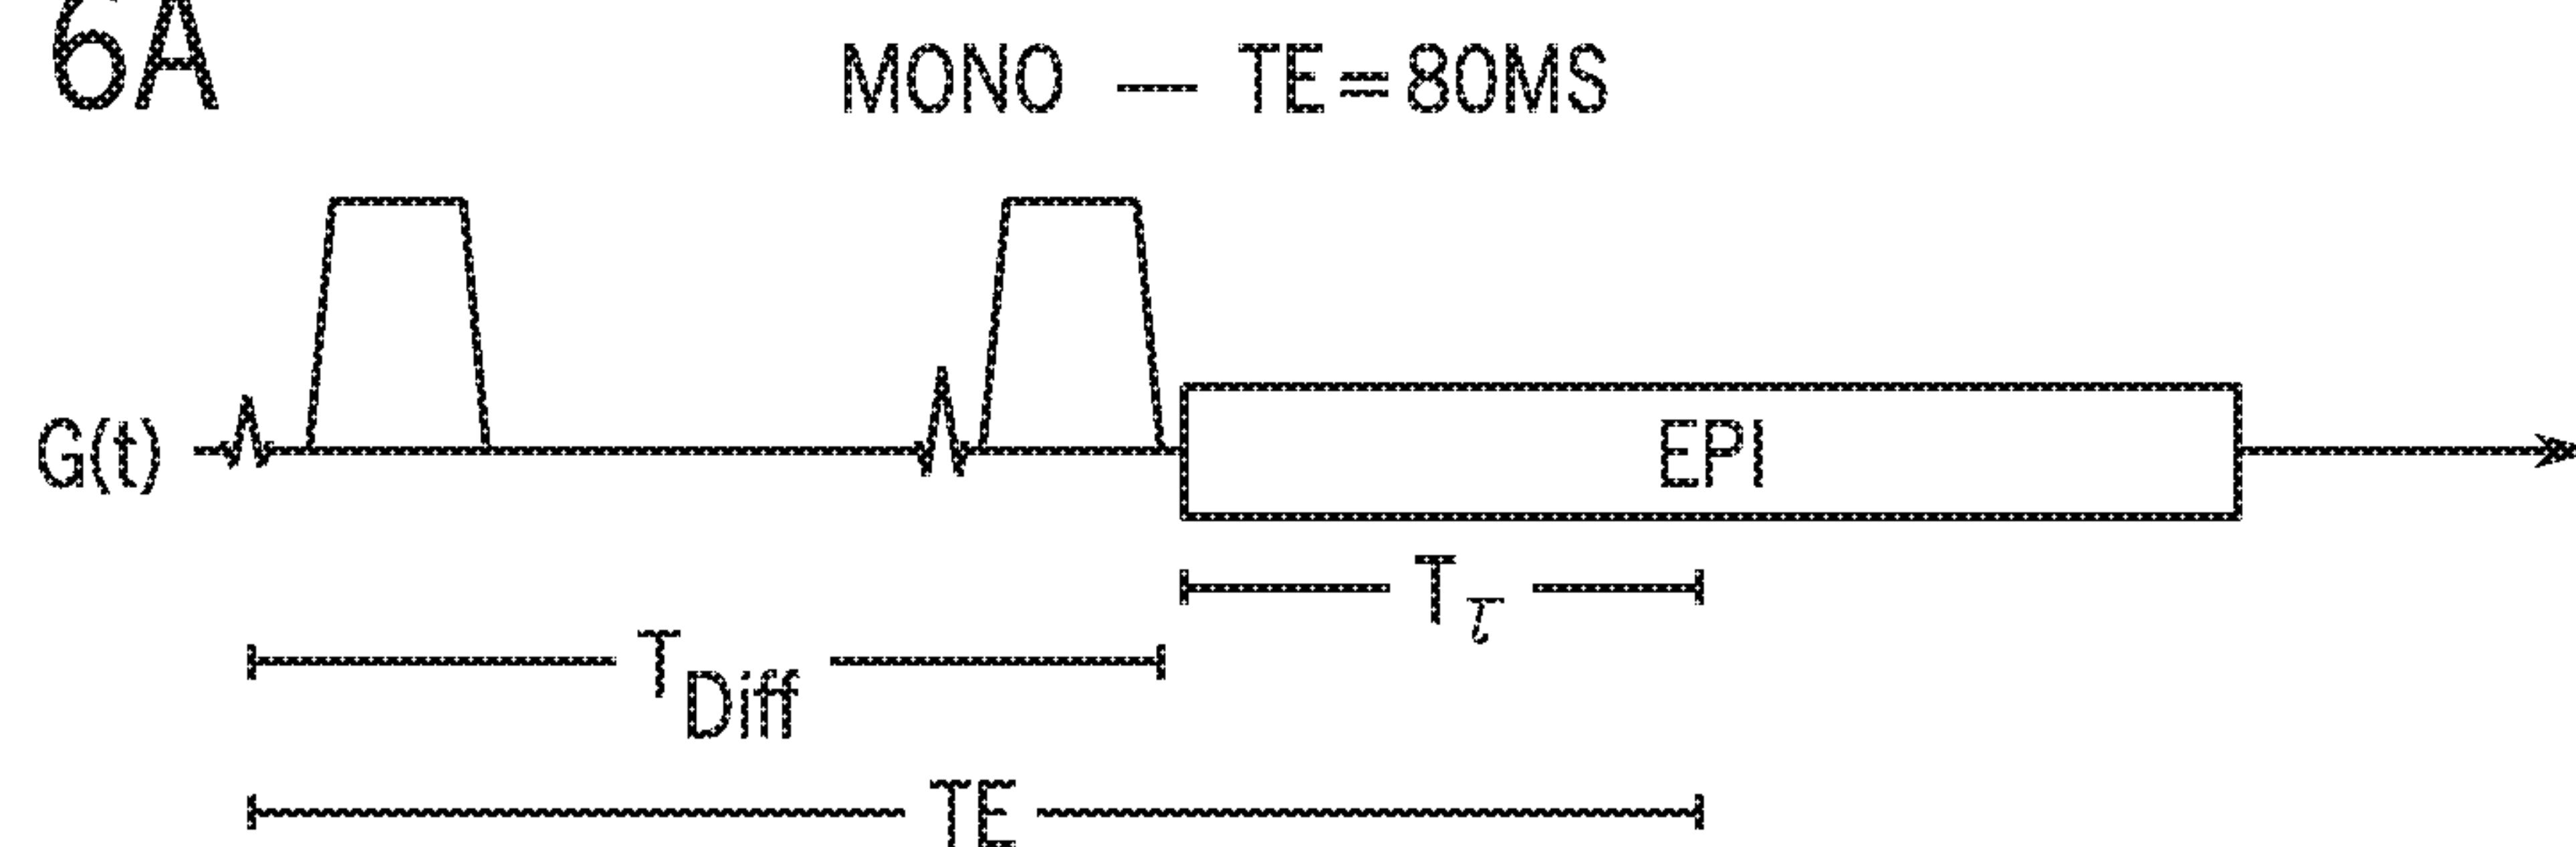 6A
MONO — TE=80MS
G(t)
EPI
Tτ
TDiff
TE